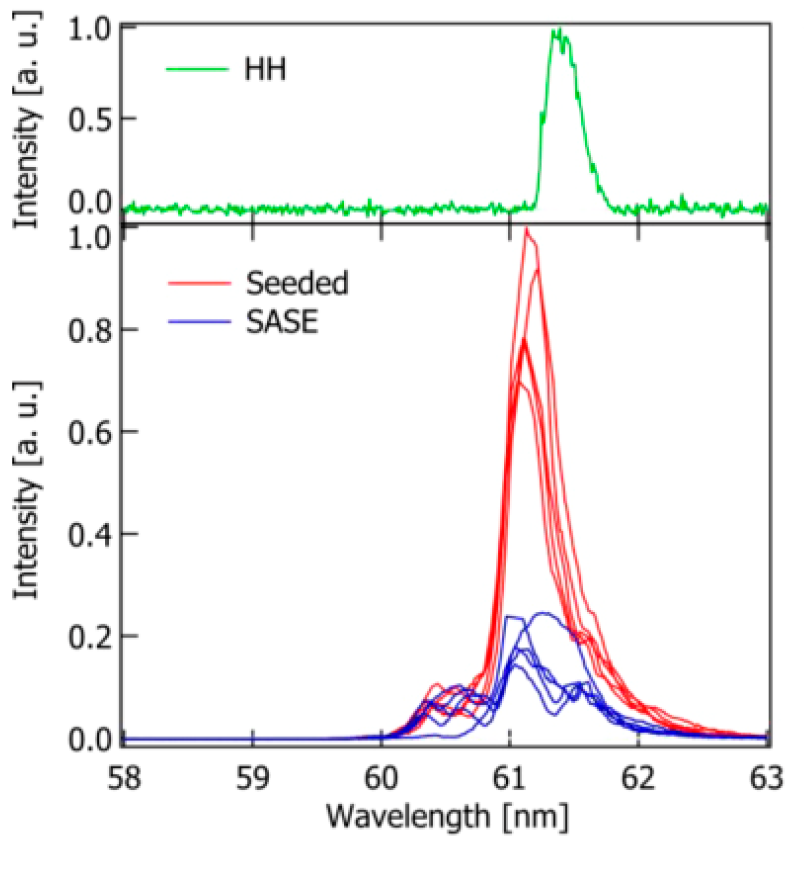 Intensity [a. u.]
1.0
0.5
0.0
HH
Intensity [a. u.]
1.0
0.8
0.6
0.4
0.2
0.0
Seeded
SASE
58 59 60 61 62 63
Wavelength [nm]